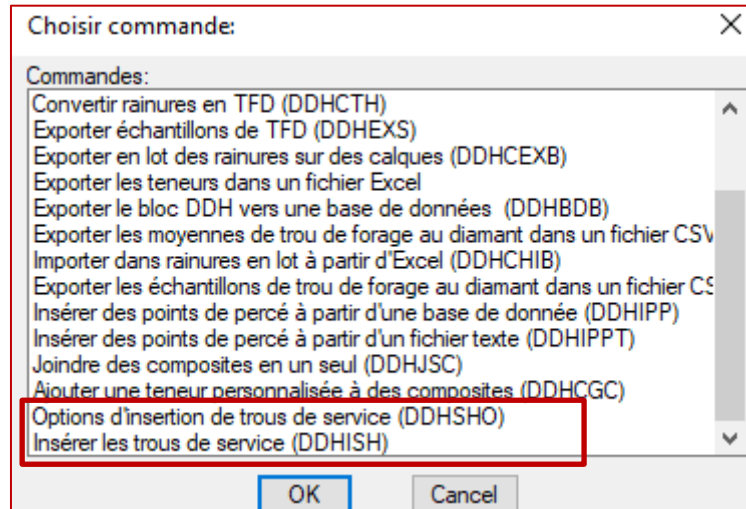 Choisir commande:
Commandes:
Convertir rainures en TFD (DDHCTH)
Exporter échantillons de TFD (DDHEXS)
Exporter en lot des rainures sur des calques (DDHCEXB)
Exporter les teneurs dans un fichier Excel
Exporter le bloc DDH vers une base de données (DDHBDB)
Exporter les moyennes de trou de forage au diamant dans un fichier CSV
Importer dans rainures en lot à partir d'Excel (DDHCHIB)
Exporter les échantillons de trou de forage au diamant dans un fichier CS
Insérer des points de percé à partir d'une base de donnée (DDHIPP)
Insérer des points de percé à partir d'un fichier texte (DDHIPPT)
Joindre des composites en un seul (DDHJSC)
Ajouter une teneur personnalisée à des composites (DDHCGC)
Options d'insertion de trous de service (DDHSHO)
Insérer les trous de service (DDHISH)
OK Cancel